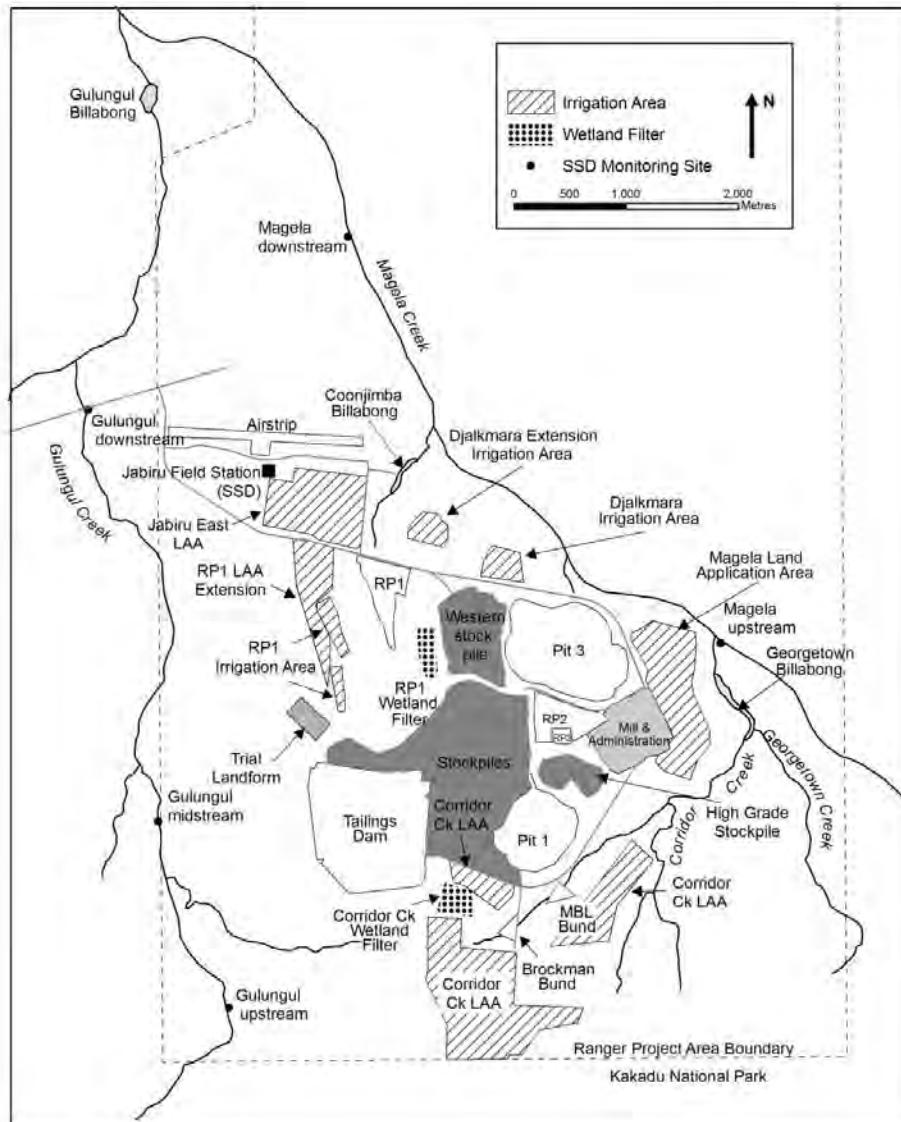 Gulungul
Billabong
Irrigation Area
Wetland Filter
SSD Monitoring Site
N
0 500 1,000 2,000
Metres
Magela
downstream
Magela Creek
Coonjimba
Billabong
Airstrip
Gulungul
downstream
Djalkmara Extension
Irrigation Area
Jabiru Field Station
(SSD)
Gulungul Creek
Jabiru East
LAA
Djalkmara
Irrigation Area
RP1 LAA
Extension
RP1
Magela Land
Application Area
Western
stock
pile
Magela
upstream
Pit 3
RP1
Irrigation Area
Georgetown
Billabong
RP1
Wetland
Filter
RP2
Mill &
Administration
Trial
Landform
Stockpiles
Georgetown Creek
Gulungul
midstream
Corridor Creek
High Grade
Stockpile
Tailings
Dam
Corridor
Ck LAA
Pit 1
Corridor
Ck LAA
MBL
Bund
Corridor Ck
Wetland
Filter
Brockman
Bund
Corridor
Ck LAA
Gulungul
upstream
Ranger Project Area Boundary
Kakadu National Park